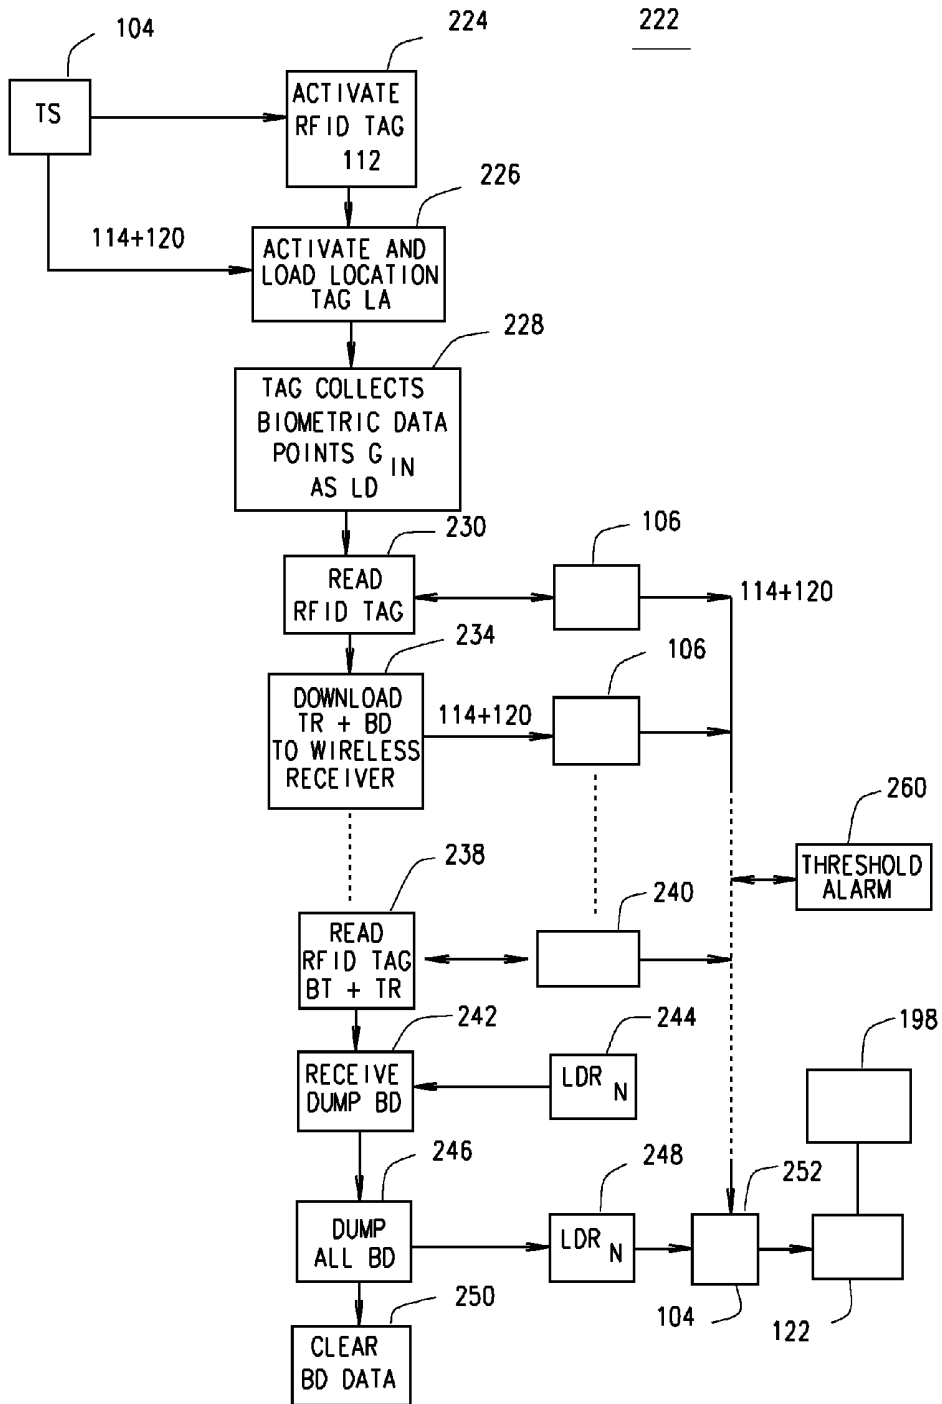 104
224
222
TS
ACTIVATE
RFID TAG
112
226
114+120
ACTIVATE AND
LOAD LOCATION
TAG LA
228
TAG COLLECTS
BIOMETRIC DATA
POINTS G IN
AS LD
230
106
READ
RFID TAG
114+120
234
106
DOWNLOAD
TR + BD
TO WIRELESS
RECEIVER
114+120
260
THRESHOLD
ALARM
238
240
READ
RFID TAG
BT + TR
242
244
198
RECEIVE
DUMP BD
LDR N
246
248
252
DUMP
ALL BD
LDR N
104
122
250
CLEAR
BD DATA